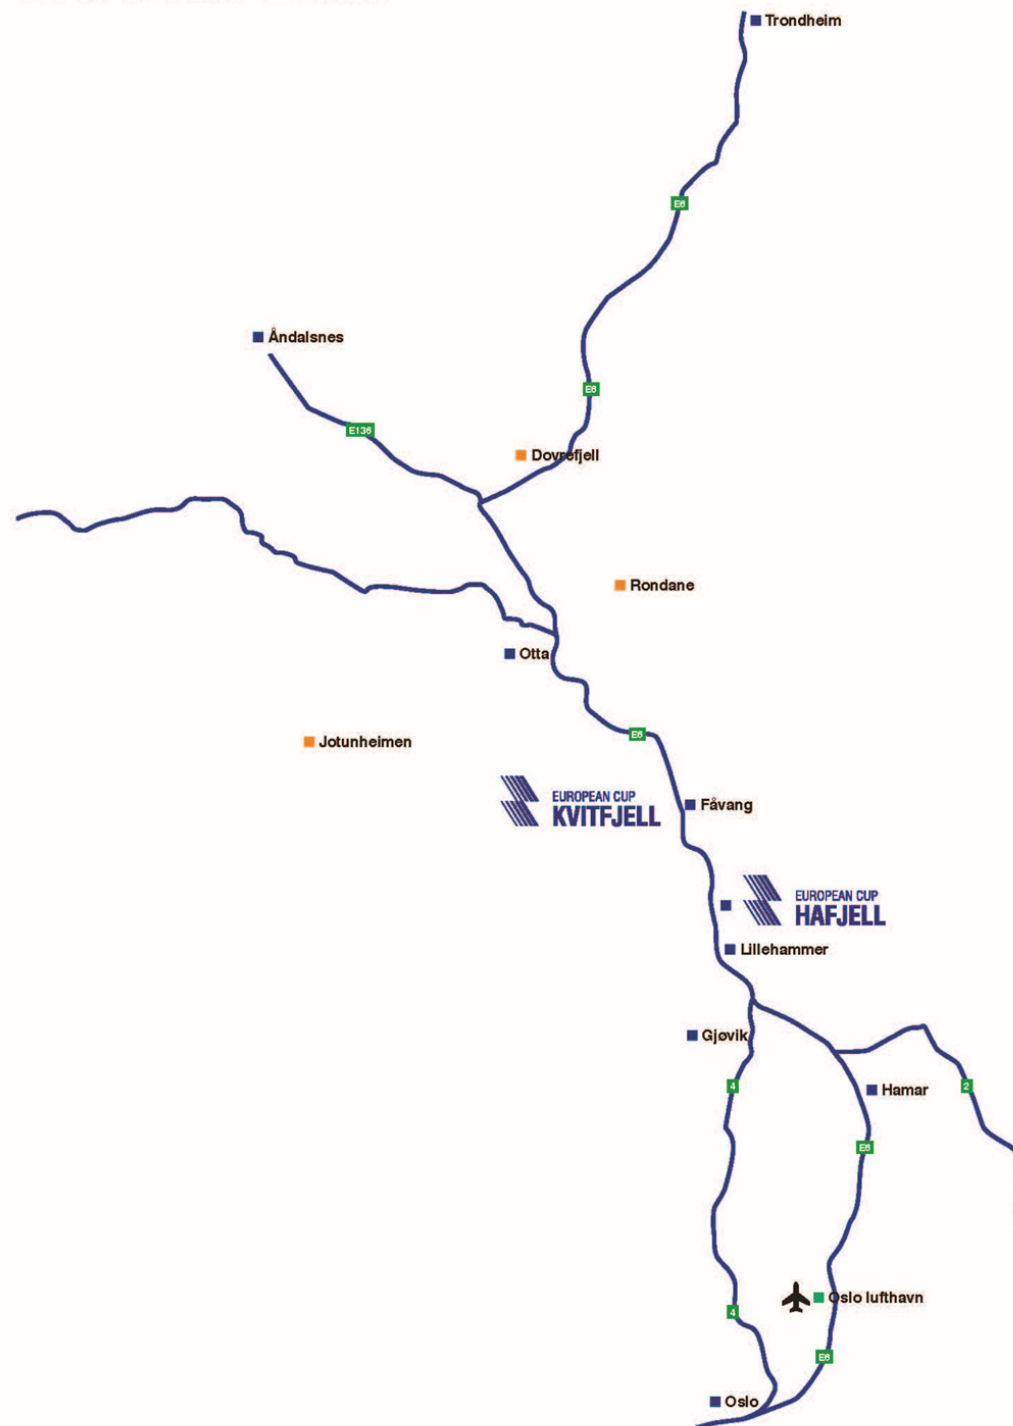 Trondheim
E6
Åndalsnes
E6
E136
Dovrefjell
Rondane
Otta
E6
Jotunheimen
EUROPEAN CUP
KVITFJELL
Fåvang
EUROPEAN CUP
HAFJELL
Lillehammer
Gjøvik
4
Hamar
2
E6
Oslo lufthavn
4
E6
Oslo